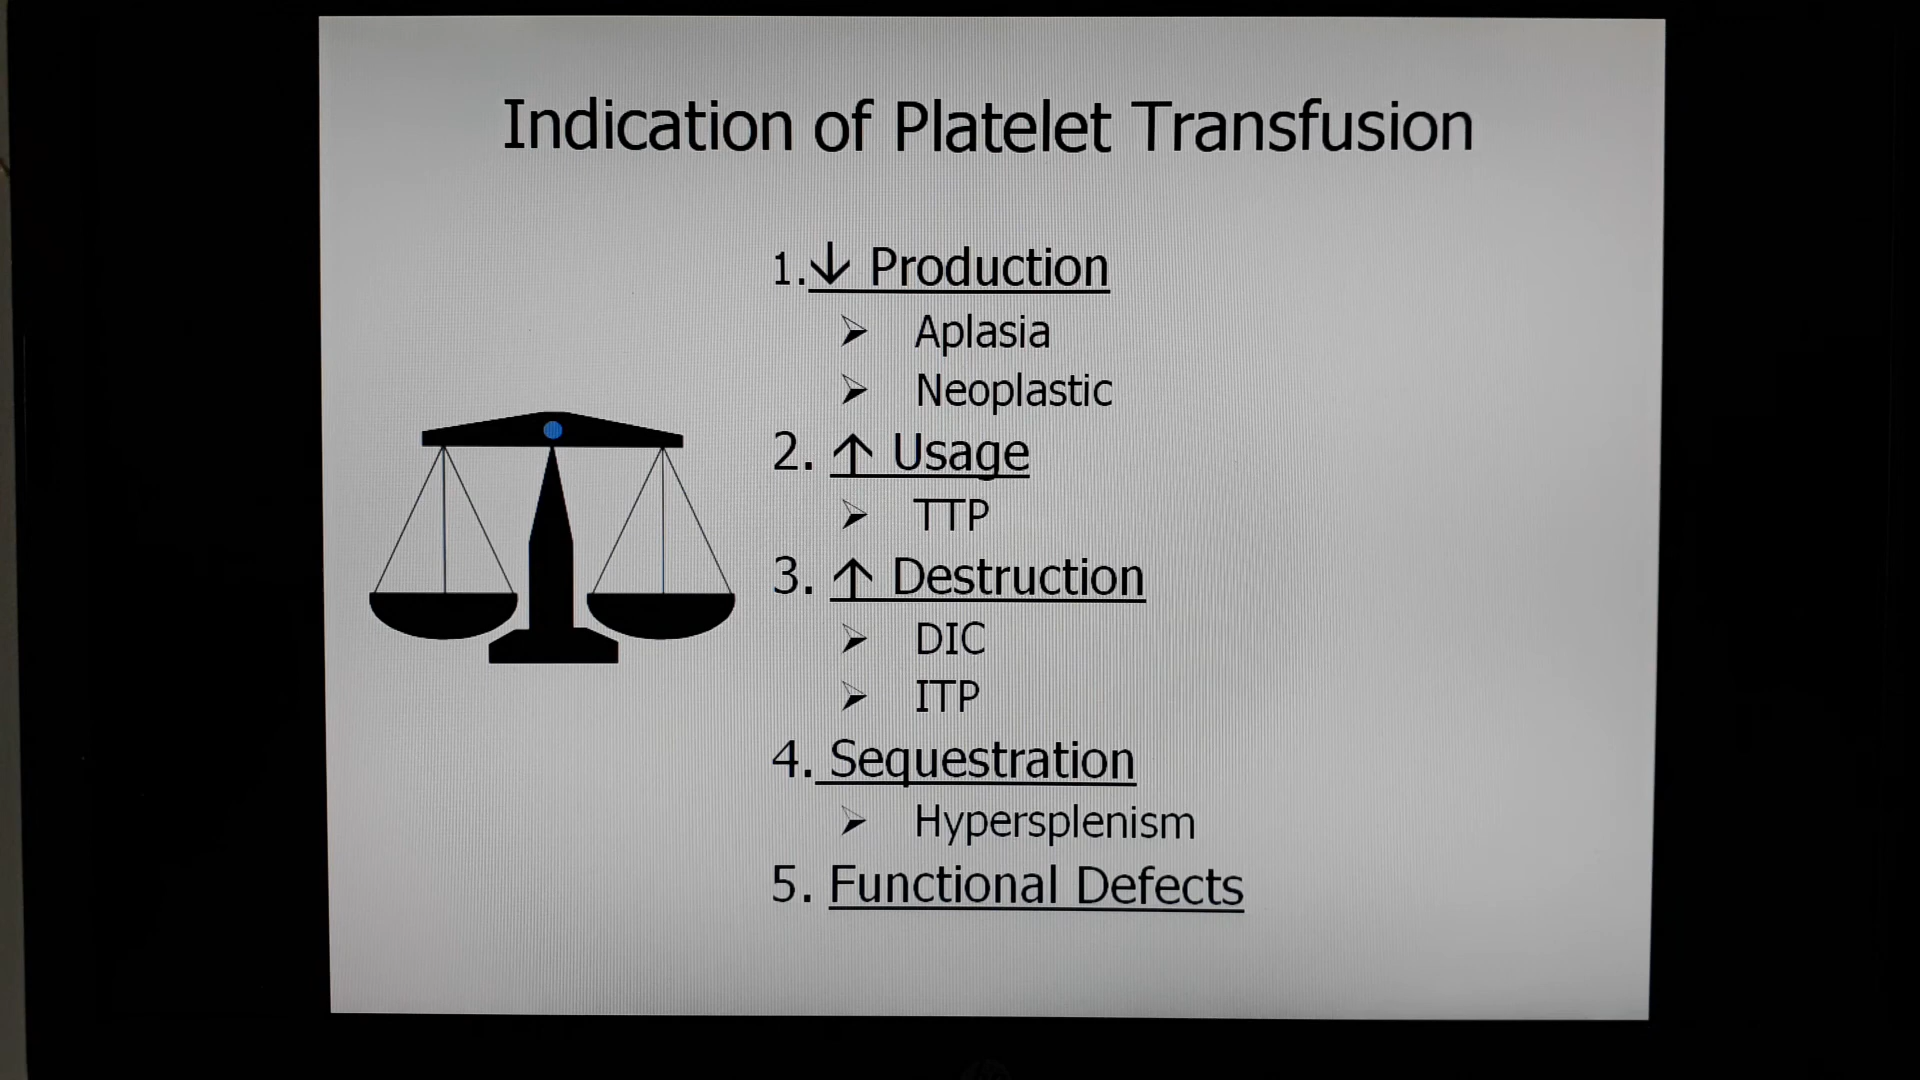 Indication of Platelet Transfusion
1.↓ Production
➢ Aplasia
➢ Neoplastic
2. ↑ Usage
➢ TTP
3. ↑ Destruction
➢ DIC
➢ ITP
4. Sequestration
➢ Hypersplenism
5. Functional Defects